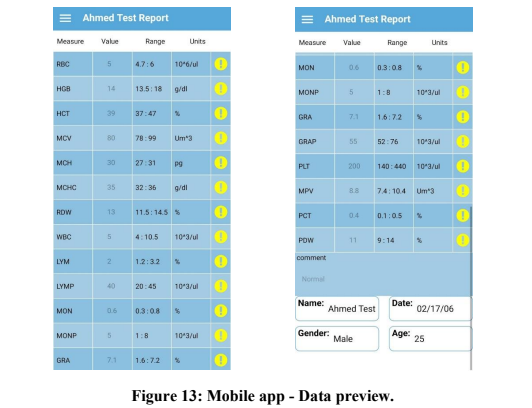 Ahmed Test Report
Measure Value Range Units
RBC 5 4.7 : 6 10^6/ul
HGB 14 13.5 : 18 g/dl
HCT 39 37 : 47 %
MCV 80 78 : 99 Um^3
MCH 30 27 : 31 pg
MCHC 35 32 : 36 g/dl
RDW 13 11.5 : 14.5 %
WBC 5 4 : 10.5 10^3/ul
LYM 2 1.2 : 3.2 %
LYMP 40 20 : 45 10^3/ul
MON 0.6 0.3 : 0.8 %
MONP 5 1 : 8 10^3/ul
GRA 7.1 1.6 : 7.2 %
Ahmed Test Report
Measure Value Range Units
MON 0.6 0.3 : 0.8 %
MONP 5 1 : 8 10^3/ul
GRA 7.1 1.6 : 7.2 %
GRAP 55 52 : 76 10^3/ul
PLT 200 140 : 440 10^3/ul
MPV 8.8 7.4 : 10.4 Um^3
PCT 0.4 0.1 : 0.5 %
PDW 11 9 : 14 %
comment
Normal
Name: Ahmed Test Date: 02/17/06
Gender: Male Age: 25
Figure 13: Mobile app - Data preview.